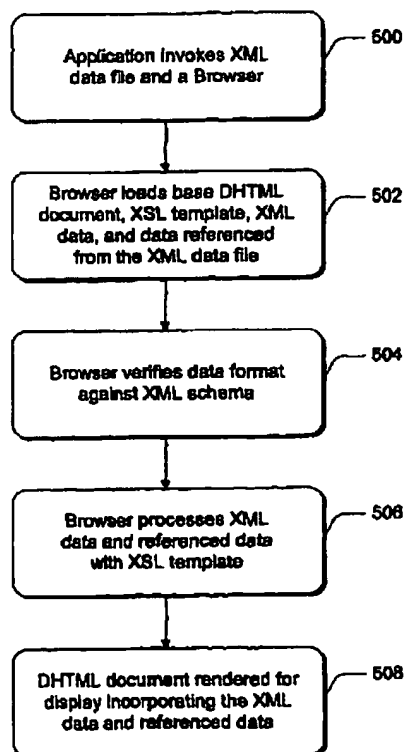 Application invokes XML
data file and a Browser
500
Browser loads base DHTML
document, XSL template, XML
data, and data referenced
from the XML data file
502
Browser verifies data format
against XML schema
504
Browser processes XML
data and referenced data
with XSL template
506
DHTML document rendered for
display incorporating the XML
data and referenced data
508